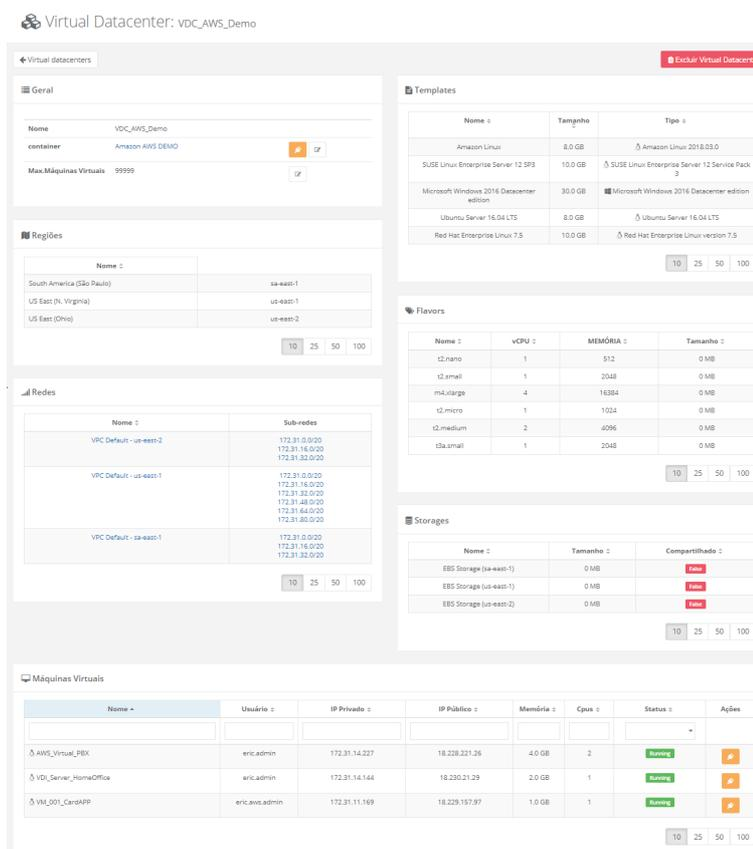 Virtual Datacenter: VDC_AWS_Demo
Virtual datacenters
Excluir Virtual Datacent
Geral
Nome VDC_AWS_Demo
container Amazon AWS DEMO
Max.Máquinas Virtuais 99999
Regiões
Nome
South America (São Paulo) sa-east-1
US East (N. Virginia) us-east-1
US East (Ohio) us-east-2
10 25 50 100
Redes
Nome Sub-redes
VPC Default - us-east-2 172.31.0.0/20
172.31.16.0/20
172.31.32.0/20
VPC Default - us-east-1 172.31.0.0/20
172.31.16.0/20
172.31.32.0/20
172.31.48.0/20
172.31.64.0/20
172.31.80.0/20
VPC Default - sa-east-1 172.31.0.0/20
172.31.16.0/20
172.31.32.0/20
10 25 50 100
Templates
Nome Tamanho Tipo
Amazon Linux 8.0 GB Amazon Linux 2018.03.0
SUSE Linux Enterprise Server 12 SP3 10.0 GB SUSE Linux Enterprise Server 12 Service Pack
3
Microsoft Windows 2016 Datacenter 30.0 GB Microsoft Windows 2016 Datacenter edition
edition
Ubuntu Server 16.04 LTS 8.0 GB Ubuntu Server 16.04 LTS
Red Hat Enterprise Linux 7.5 10.0 GB Red Hat Enterprise Linux version 7.5
10 25 50 100
Flavors
Nome vCPU MEMÓRIA Tamanho
t2.nano 1 512 0 MB
t2.small 1 2048 0 MB
m4.xlarge 4 16384 0 MB
t2.micro 1 1024 0 MB
t2.medium 2 4096 0 MB
t3a.small 1 2048 0 MB
10 25 50 100
Storages
Nome Tamanho Compartilhado
EBS Storage (sa-east-1) 0 MB False
EBS Storage (us-east-1) 0 MB False
EBS Storage (us-east-2) 0 MB False
10 25 50 100
Máquinas Virtuais
Nome Usuário IP Privado IP Público Memória Cpus Status Ações
AWS_Virtual_PBX eric.admin 172.31.14.227 18.228.221.26 4.0 GB 2 Running
VDI_Server_HomeOffice eric.admin 172.31.14.144 18.230.21.29 2.0 GB 1 Running
VM_001_CardAPP eric.aws.admin 172.31.11.169 18.229.157.97 1.0 GB 1 Running
10 25 50 100